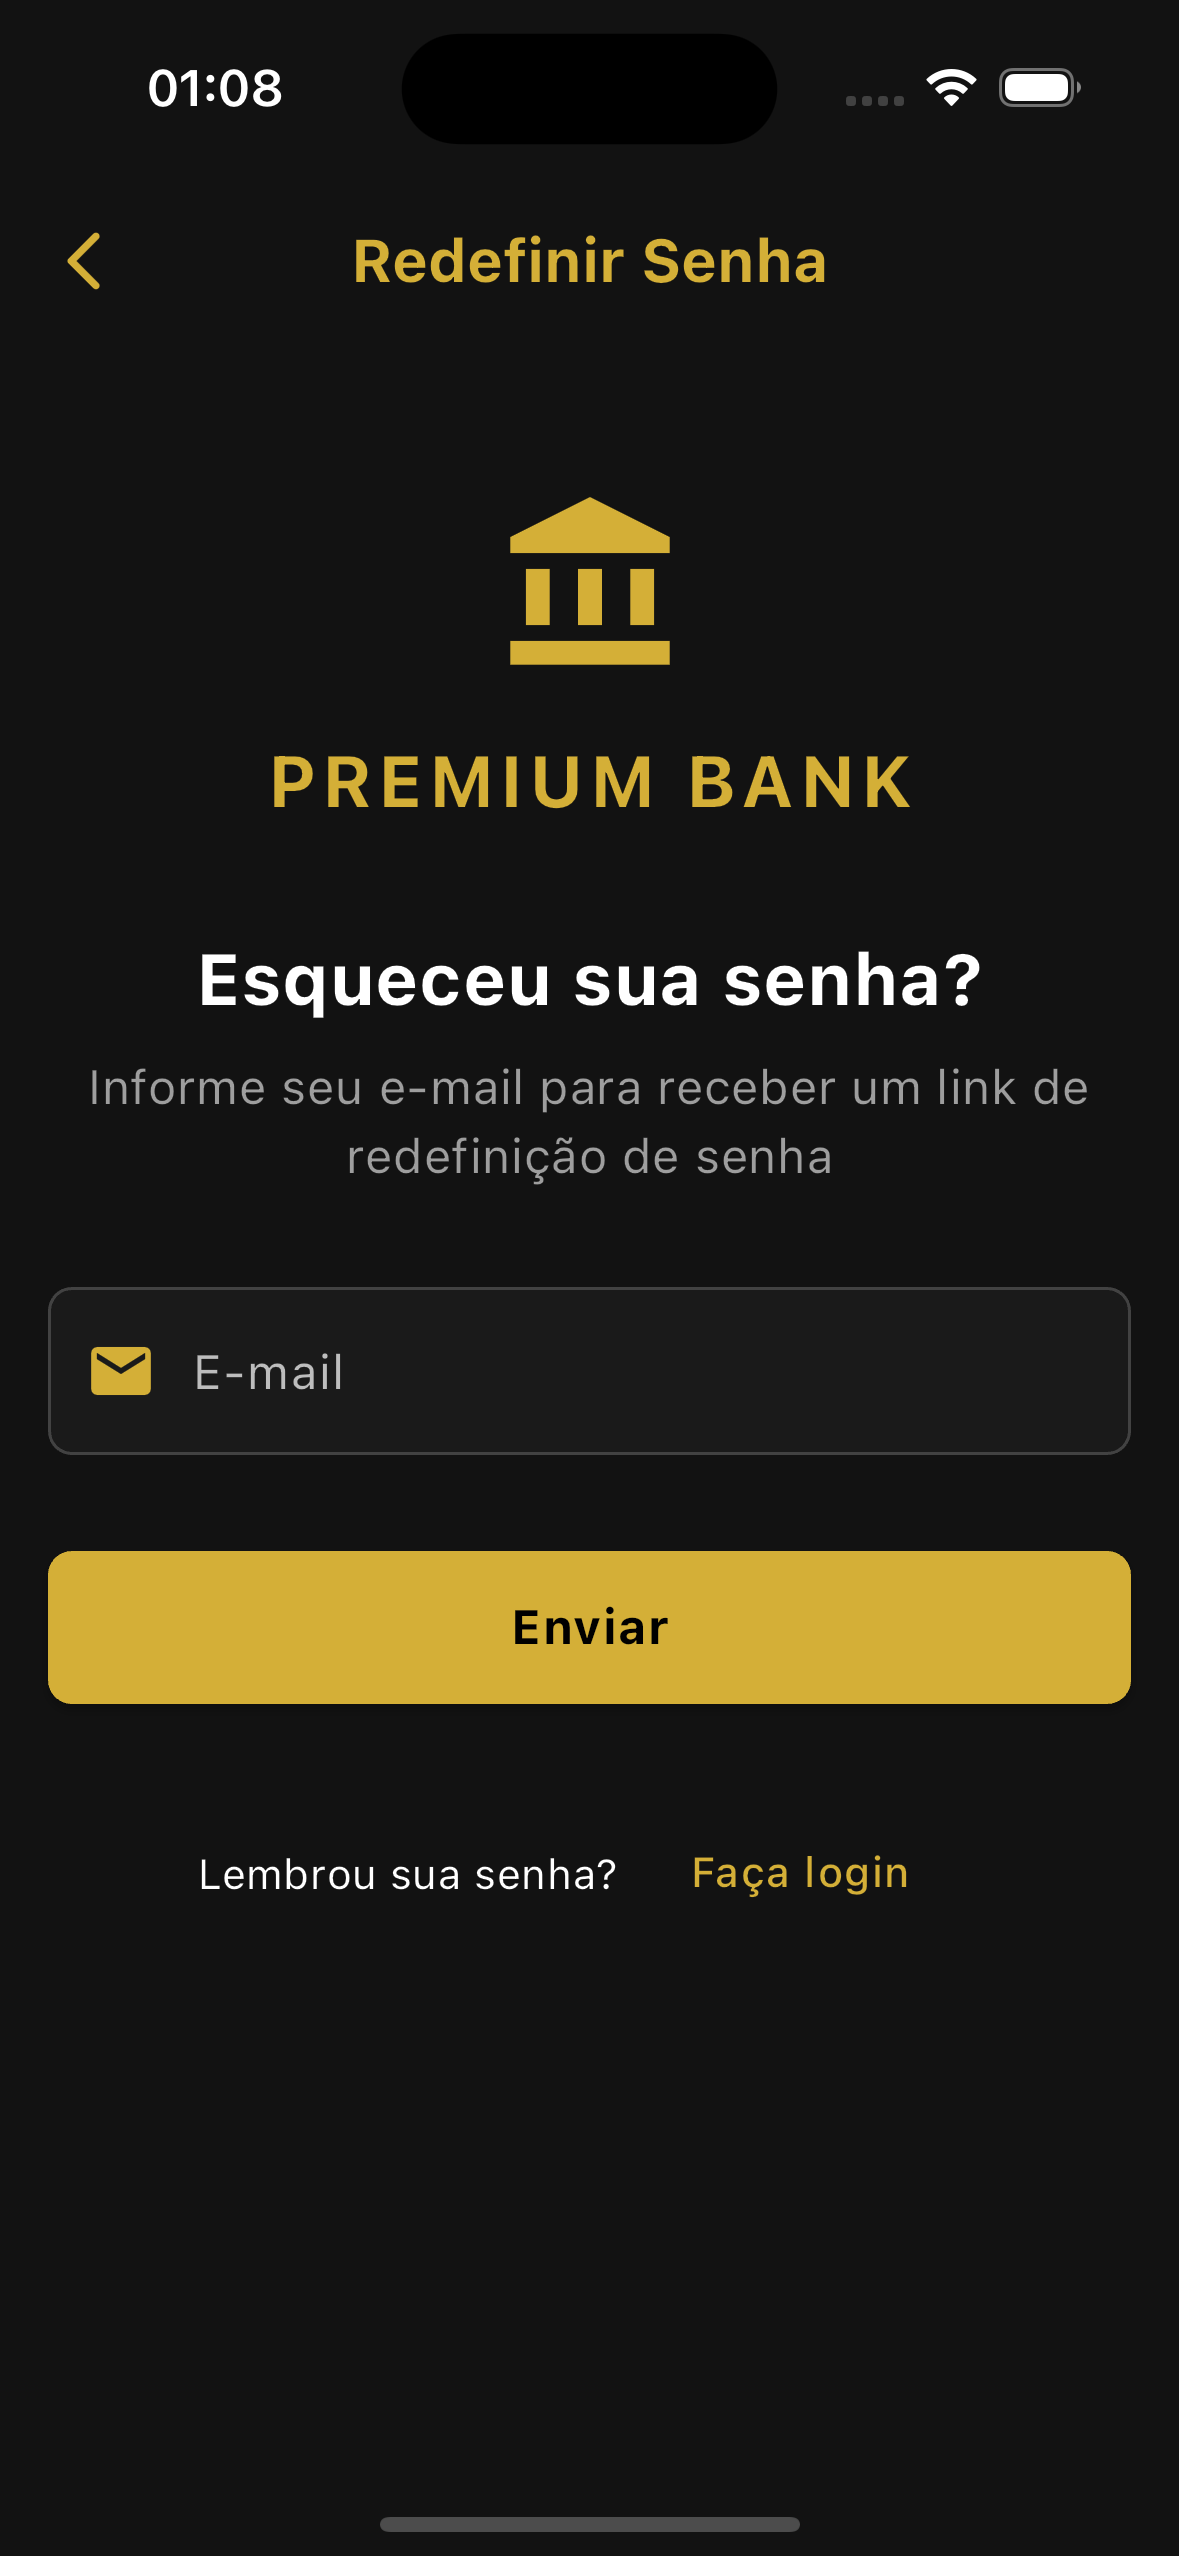 01:08
Redefinir Senha
PREMIUM BANK
Esqueceu sua senha?
Informe seu e-mail para receber um link de
redefinição de senha
E-mail
Enviar
Lembrou sua senha? Faça login